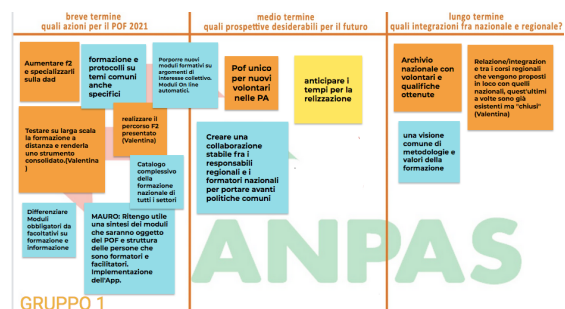 breve termine
quali azioni per il POF 2021
medio termine
quali prospettive desiderabili per il futuro
lungo termine
quali integrazioni fra nazionale e regionale?
Aumentare f2
e specializzarli
sulla dad
formazione e
protocolli su
temi comuni
anche
specifici
Porporre nuovi
moduli formativi su
argomenti di
interesse collettivo.
Moduli On line
automatici.
Testare su larga scala
la formazione a
distanza e renderla
uno strumento
consolidato.(Valentina
)
realizzare il
percorso F2
presentato
(Valentina)
Catalogo
complessivo
della
formazione
nazionale di
tutti i settori
Differenziare
Moduli
obbligari da
facoltativi su
formazione e
informazione
MAURO: Ritengo utile
una sintesi dei moduli
che saranno oggetto
del POF e struttura
delle persone che
sono formatori e
facilitatori.
Implementazione
dell'App.
Pof unico
per nuovi
volontari
nelle PA
anticipare i
tempi per la
relizzazione
Creare una
collaborazione
stabile fra i
responsabili
regionali e i
formatori nazionali
per portare avanti
politiche comuni
Archivio
nazionale con
volontari e
qualifiche
ottenute
Relazione/integrazion
e tra i corsi regionali
che vengono proposti
in loco con quelli
nazionali, quest'ultimi
a volte sono già
esistenti ma "chiusi"
(Valentina)
una visione
comune di
metodologie e
valori della
formazione
ANPAS
GRUPPO 1